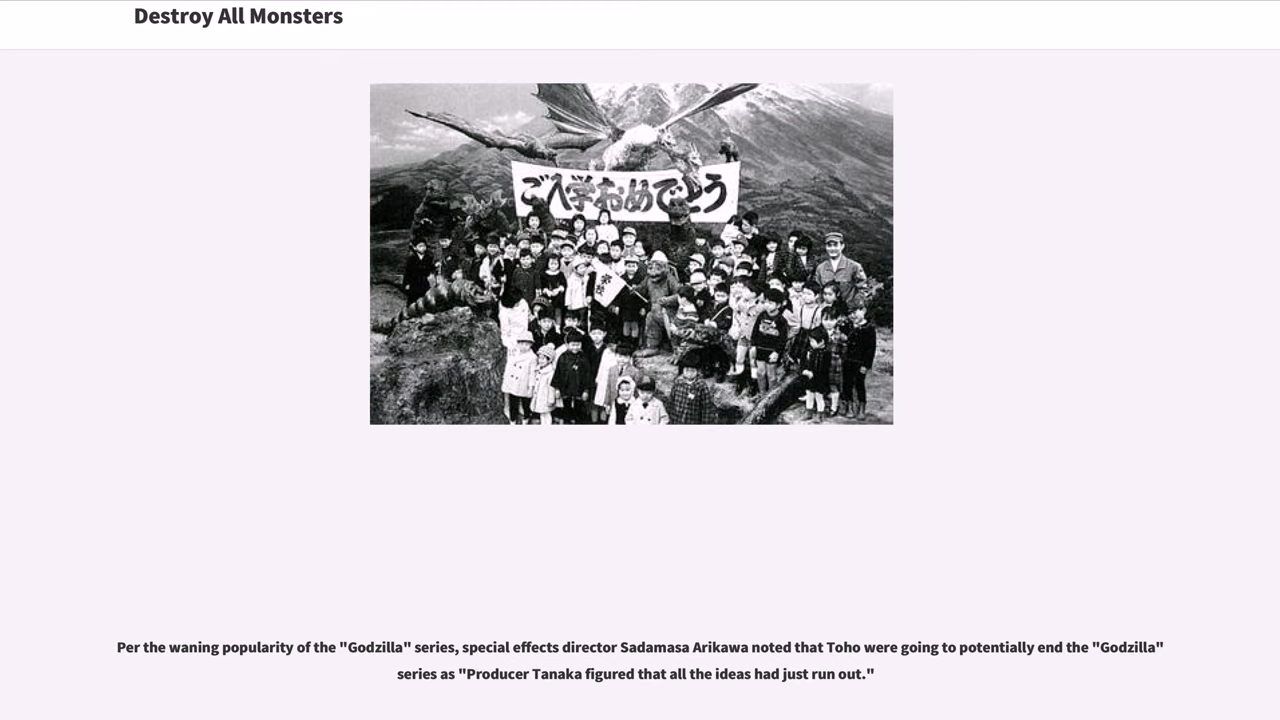 Destroy All Monsters
ご入学おめでとう
学校
Per the waning popularity of the "Godzilla" series, special effects director Sadamasa Arikawa noted that Toho were going to potentially end the "Godzilla"
series as "Producer Tanaka figured that all the ideas had just run out."